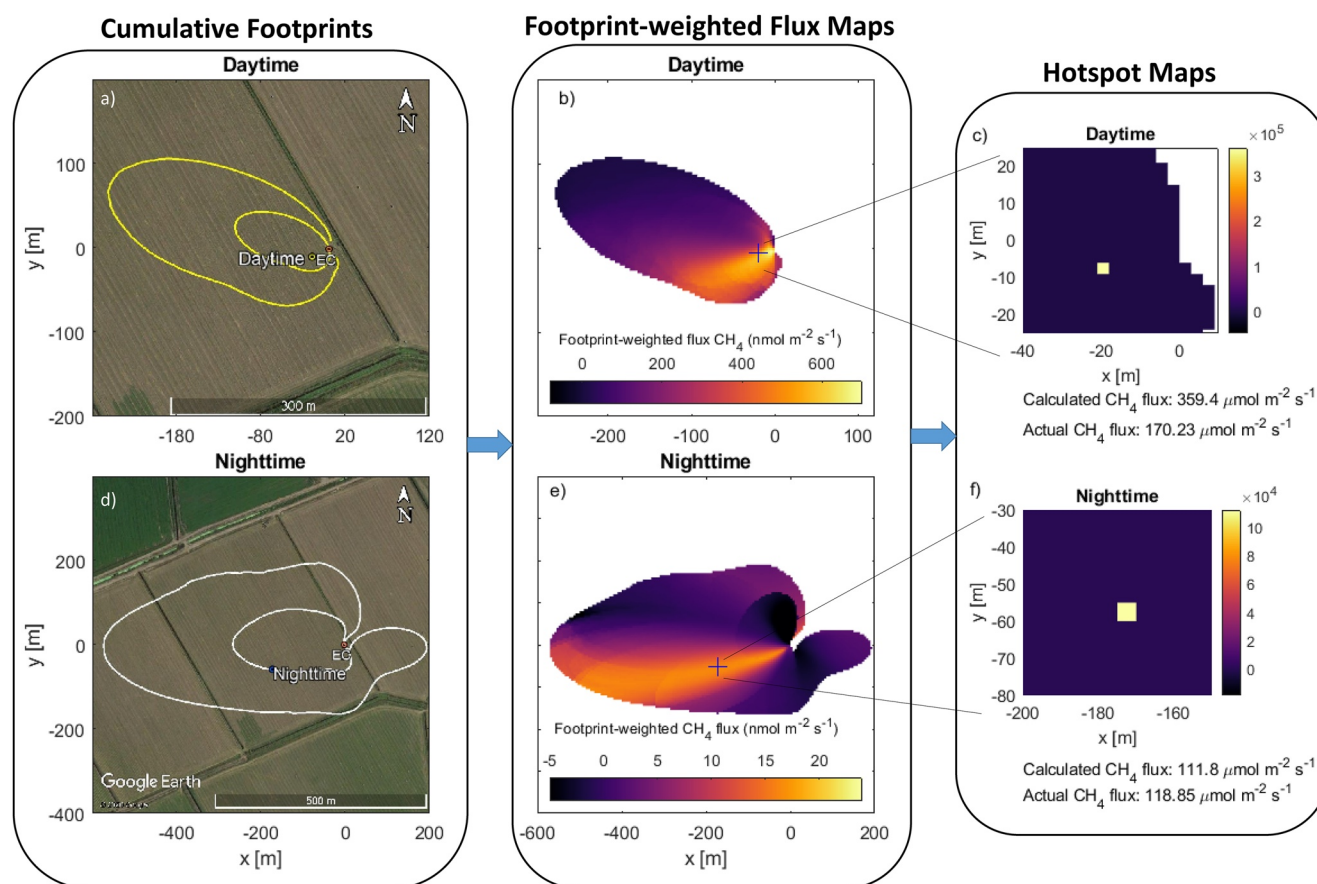 Cumulative Footprints
Footprint-weighted Flux Maps
Hotspot Maps
Daytime
a)
N
Daytime
EC
300 m
y [m]
100
0
-100
-200
-180
-80
20
120
Daytime
b)
Footprint-weighted flux CH₄ (nmol m⁻² s⁻¹)
0
200
400
600
-200
-100
0
100
c)
Daytime
× 10⁵
3
2
1
0
y [m]
20
10
0
-10
-20
-40
-20
0
x [m]
Calculated CH₄ flux: 359.4 μmol m⁻² s⁻¹
Actual CH₄ flux: 170.23 μmol m⁻² s⁻¹
Nighttime
d)
N
EC
Nighttime
Google Earth
500 m
y [m]
200
0
-200
-400
-400
-200
0
200
x [m]
Nighttime
e)
Footprint-weighted CH₄ flux (nmol m⁻² s⁻¹)
-5
0
5
10
15
20
-600
-400
-200
0
200
x [m]
f)
Nighttime
×10⁴
10
8
6
4
2
0
y [m]
-30
-40
-50
-60
-70
-80
-200
-180
-160
x [m]
Calculated CH₄ flux: 111.8 μmol m⁻² s⁻¹
Actual CH₄ flux: 118.85 μmol m⁻² s⁻¹